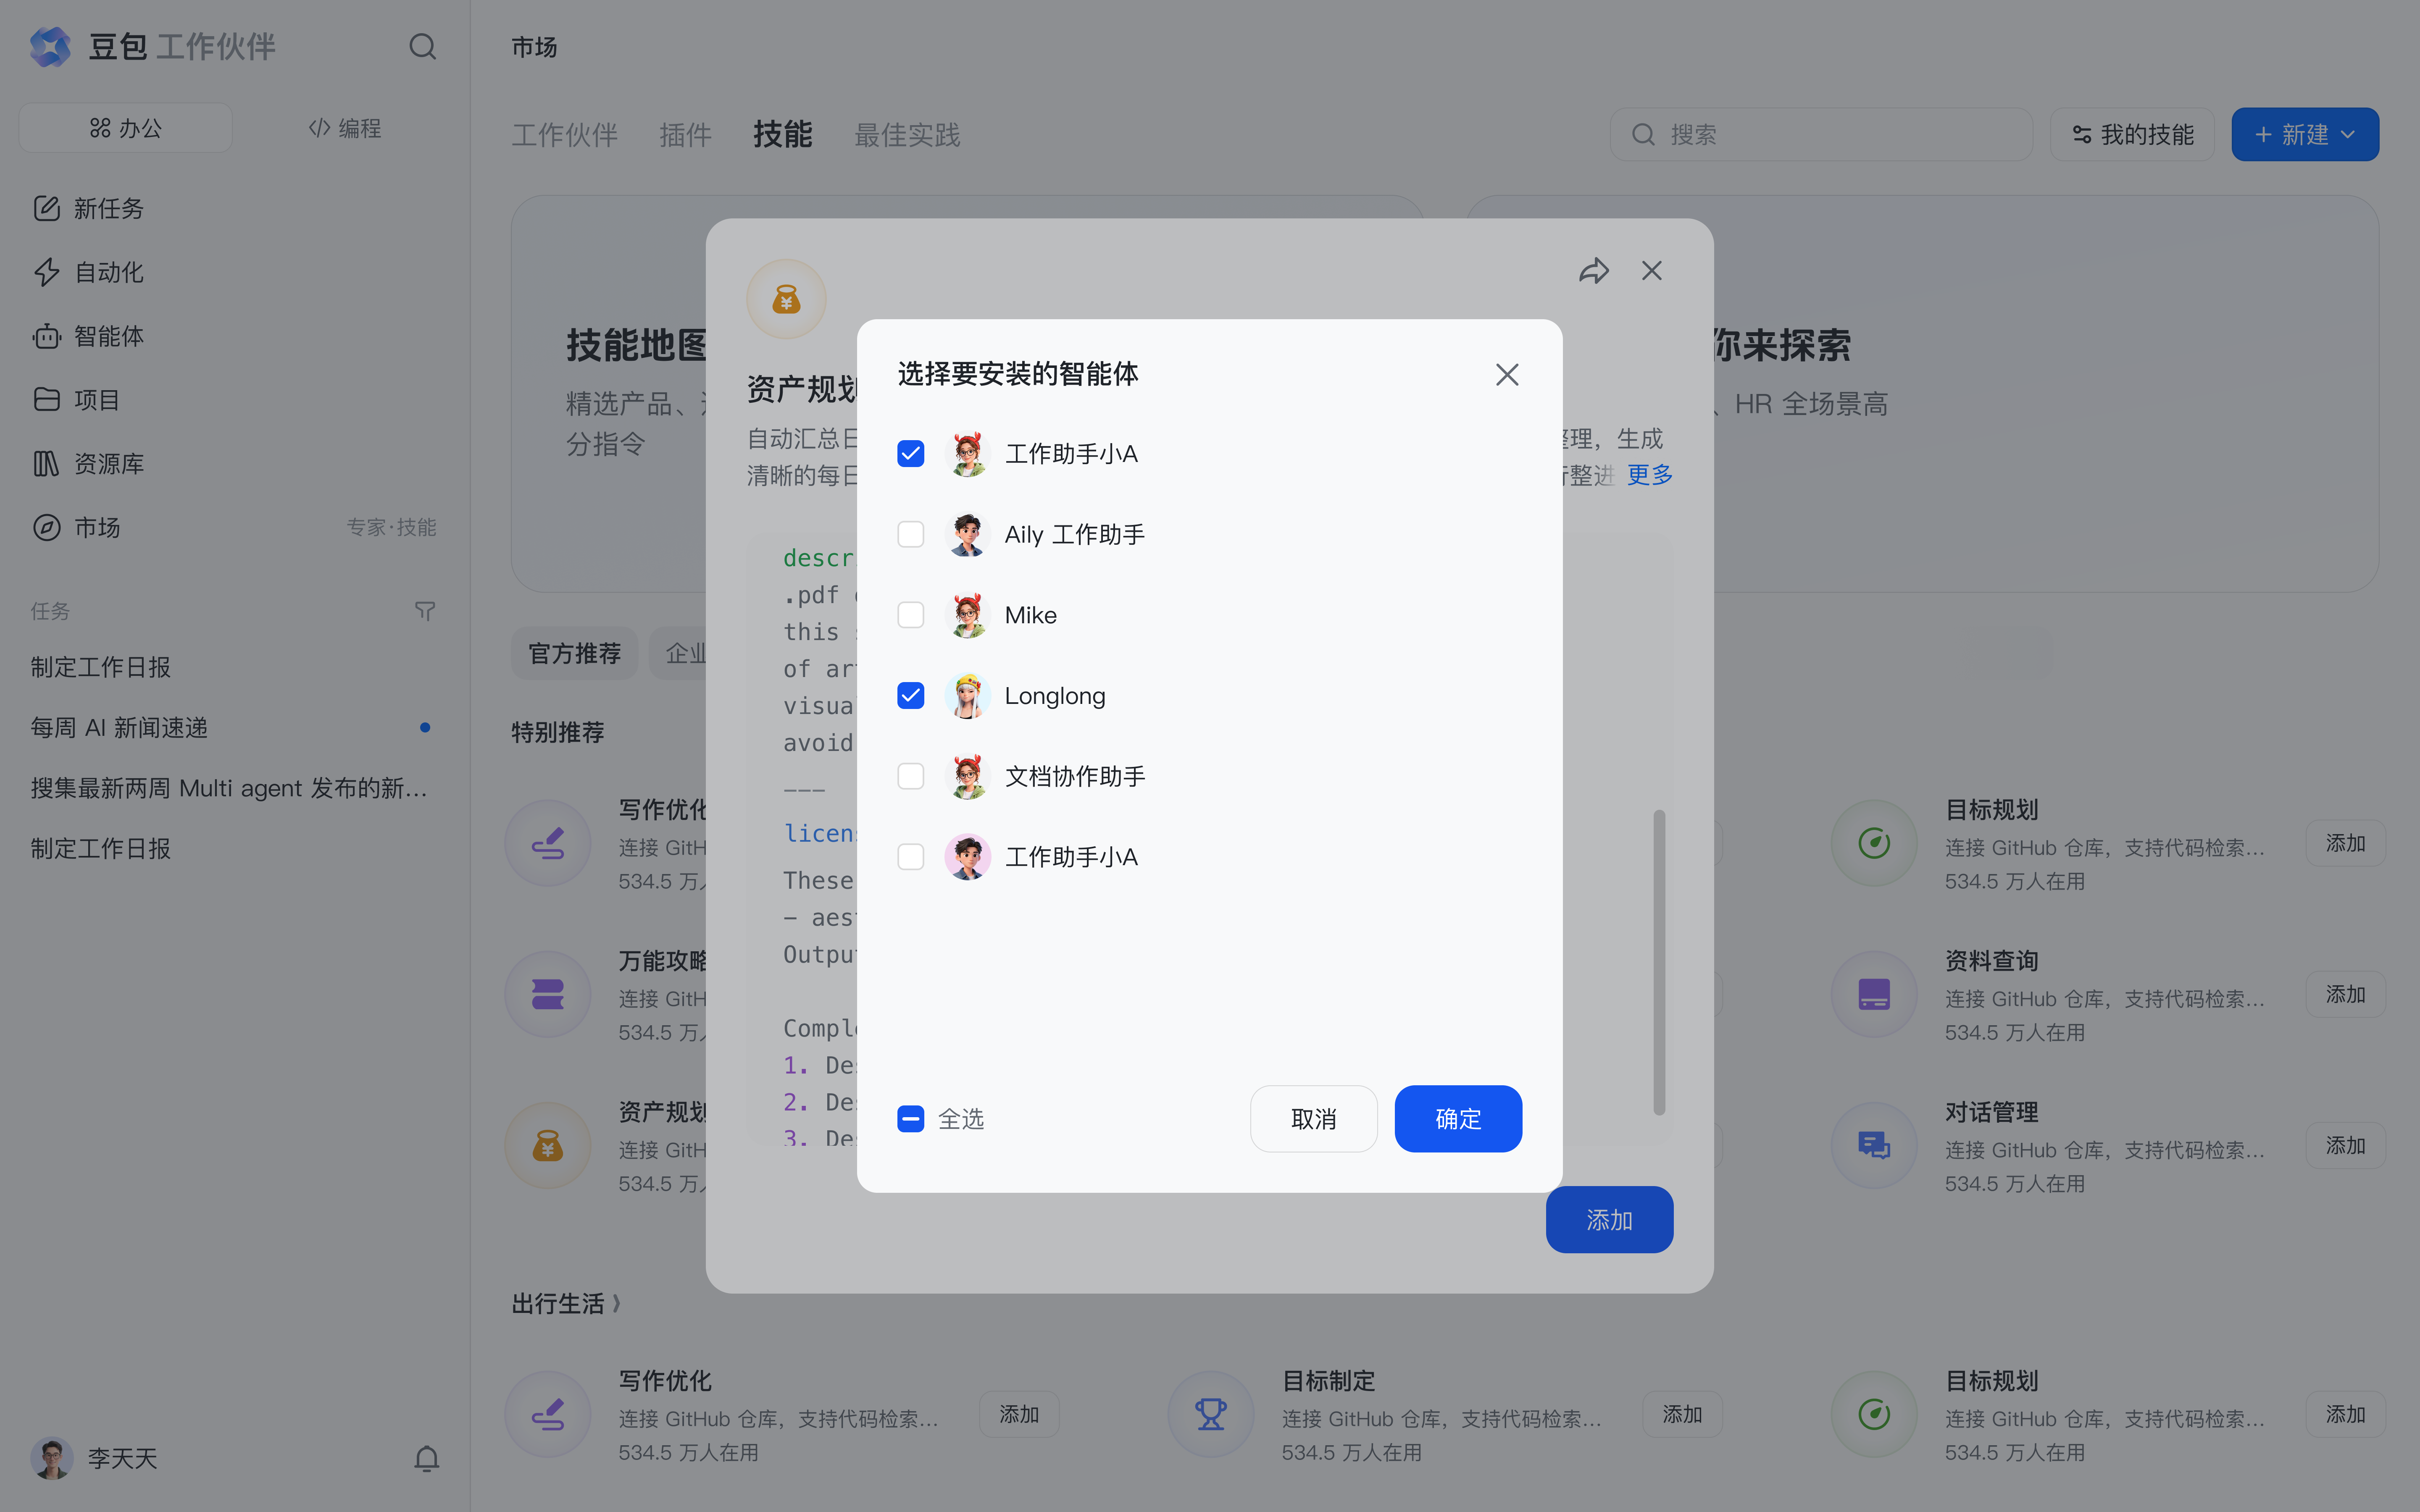 豆包 工作伙伴
办公
编程
新任务
自动化
智能体
项目
资源库
市场
专家·技能
任务
制定工作日报
每周 AI 新闻速递
搜集最新两周 Multi agent 发布的新...
制定工作日报
李天天
市场
工作伙伴
插件
技能
最佳实践
搜索
我的技能
+ 新建
技能地图
精选产品、
分指令
你来探索
、HR 全场景高
官方推荐
企业
特别推荐
写作优化
连接 GitH
534.5 万
目标规划
连接 GitHub 仓库，支持代码检索...
534.5 万人在用
添加
万能攻略
连接 GitH
534.5 万
资料查询
连接 GitHub 仓库，支持代码检索...
534.5 万人在用
添加
资产规划
连接 GitH
534.5 万
对话管理
连接 GitHub 仓库，支持代码检索...
534.5 万人在用
添加
出行生活
写作优化
连接 GitHub 仓库，支持代码检索...
534.5 万人在用
添加
目标制定
连接 GitHub 仓库，支持代码检索...
534.5 万人在用
添加
目标规划
连接 GitHub 仓库，支持代码检索...
534.5 万人在用
添加
资产规划
自动汇总日
整理，生成
清晰的每日
行整进 更多
descr
.pdf
this
of ar
visua
avoid
---
licen
These
- aes
Outpu
Compl
1. De
2. De
3. De
添加
选择要安装的智能体
工作助手小A
Aily 工作助手
Mike
Longlong
文档协作助手
工作助手小A
全选
取消
确定